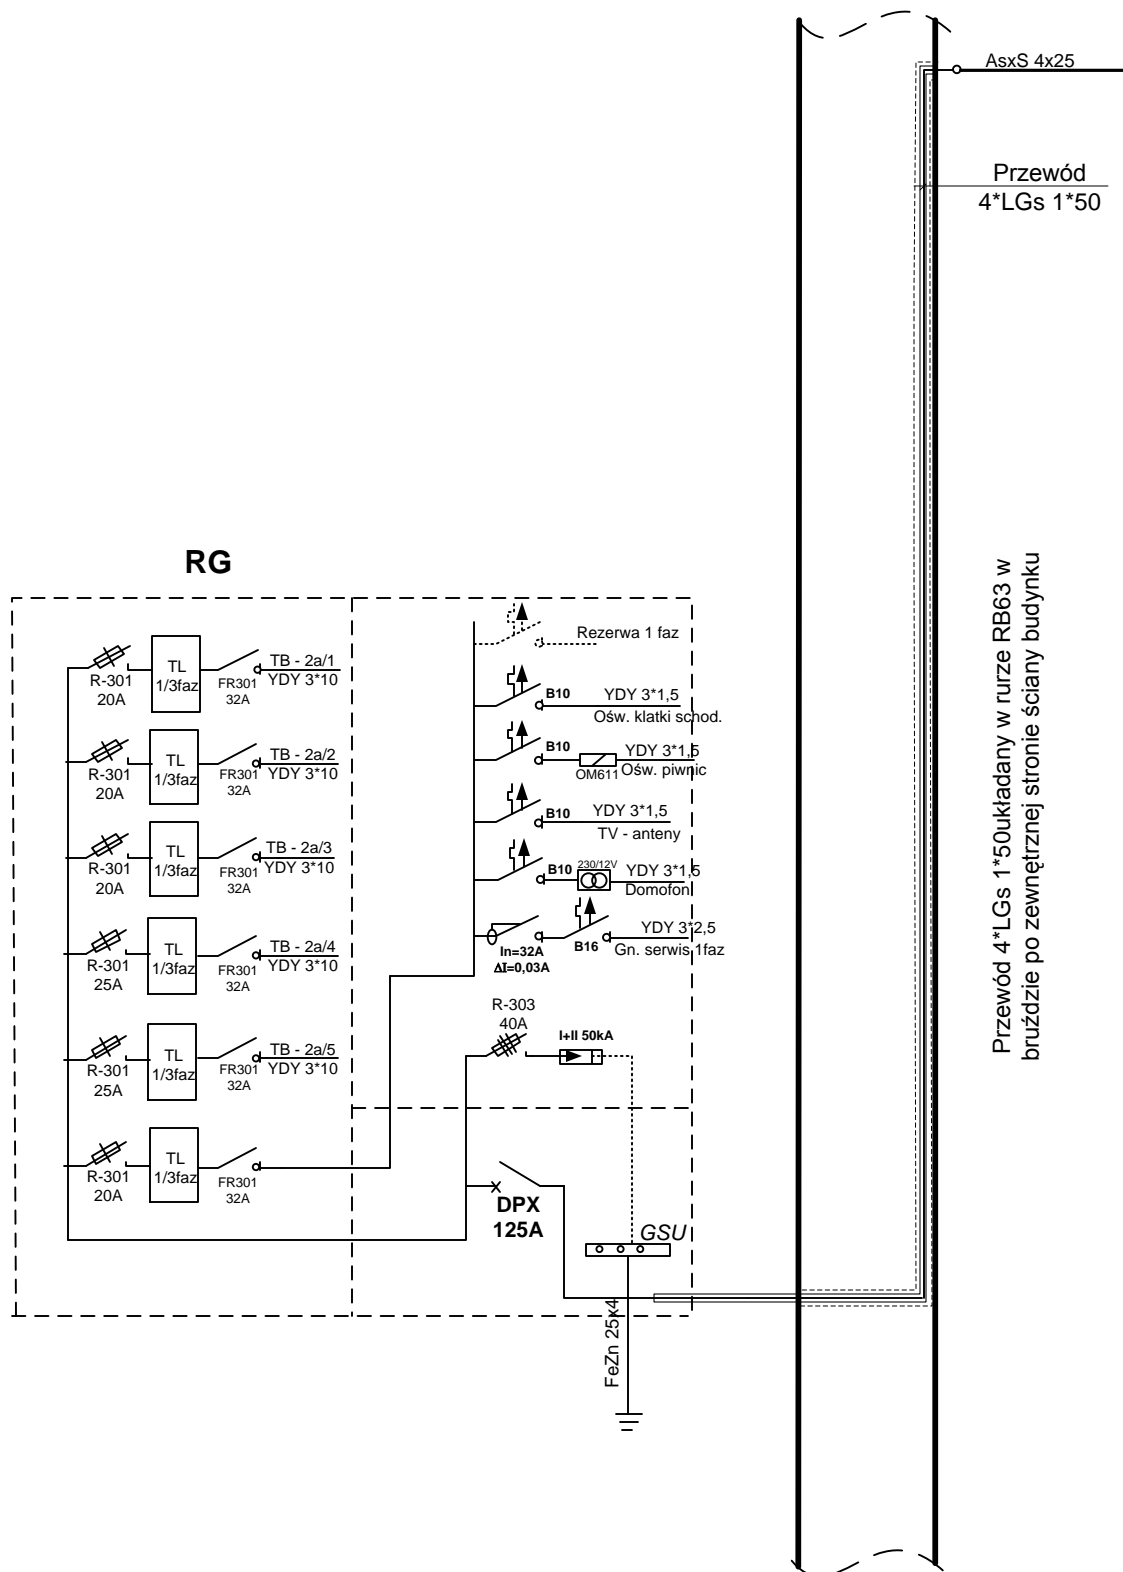 AsxS 4x25
Przewód
4*LGs 1*50
Przewód 4*LGs 1*50układany w rurze RB63 w
bruździe po zewnętrznej stronie ściany budynku
RG
R-301
20A
TL
1/3faz
FR301
32A
TB - 2a/1
YDY 3*10
R-301
20A
TL
1/3faz
FR301
32A
TB - 2a/2
YDY 3*10
R-301
20A
TL
1/3faz
FR301
32A
TB - 2a/3
YDY 3*10
R-301
25A
TL
1/3faz
FR301
32A
TB - 2a/4
YDY 3*10
R-301
25A
TL
1/3faz
FR301
32A
TB - 2a/5
YDY 3*10
R-301
20A
TL
1/3faz
FR301
32A
Rezerwa 1 faz
B10
YDY 3*1,5
Ośw. klatki schod.
B10
OM611
YDY 3*1,5
Ośw. piwnic
B10
YDY 3*1,5
TV - anteny
B10
230/12V
YDY 3*1,5
Domofon
In=32A
ΔI=0,03A
B16
YDY 3*2,5
Gn. serwis 1faz
R-303
40A
I+II 50kA
DPX
125A
GSU
FeZn 25x4